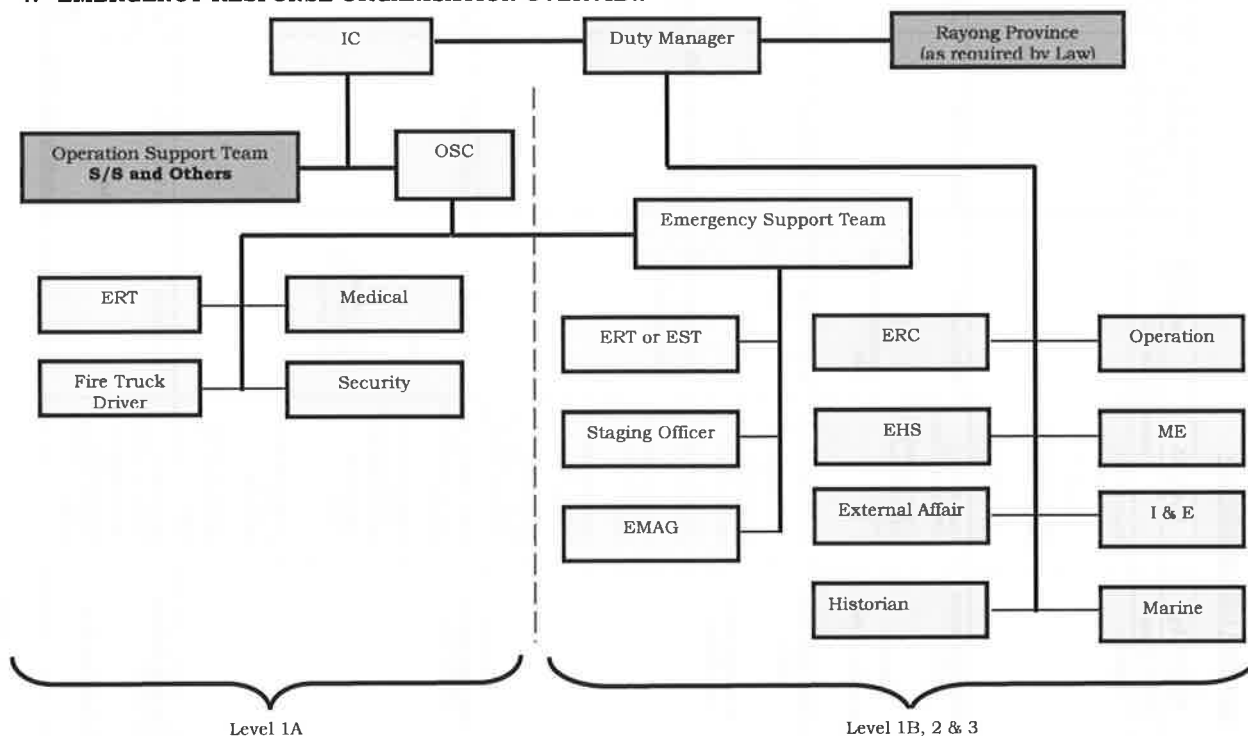 IC
Duty Manager
Rayong Province
(as required by Law)
Operation Support Team
S/S and Others
OSC
Emergency Support Team
ERT
Medical
Fire Truck
Driver
Security
ERT or EST
Staging Officer
EMAG
ERC
Operation
EHS
ME
External Affair
I & E
Historian
Marine
Level 1A
Level 1B, 2 & 3